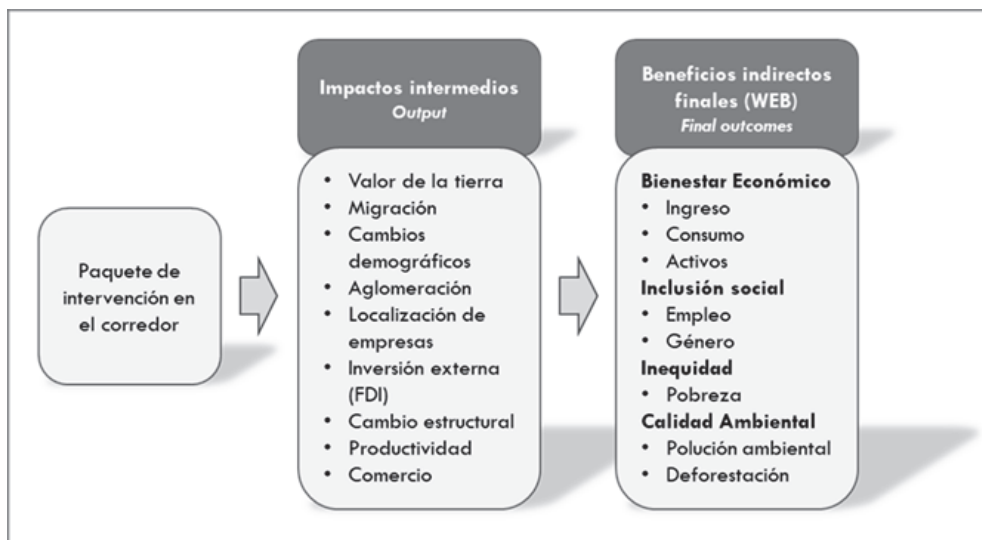 Paquete de
intervención en
el corredor
Impactos intermedios
Output
• Valor de la tierra
• Migración
• Cambios
demográficos
• Aglomeración
• Localización de
empresas
• Inversión externa
(FDI)
• Cambio estructural
• Productividad
• Comercio
Beneficios indirectos
finales (WEB)
Final outcomes
Bienestar Económico
• Ingreso
• Consumo
• Activos
Inclusión social
• Empleo
• Género
Inequidad
• Pobreza
Calidad Ambiental
• Polución ambiental
• Deforestación